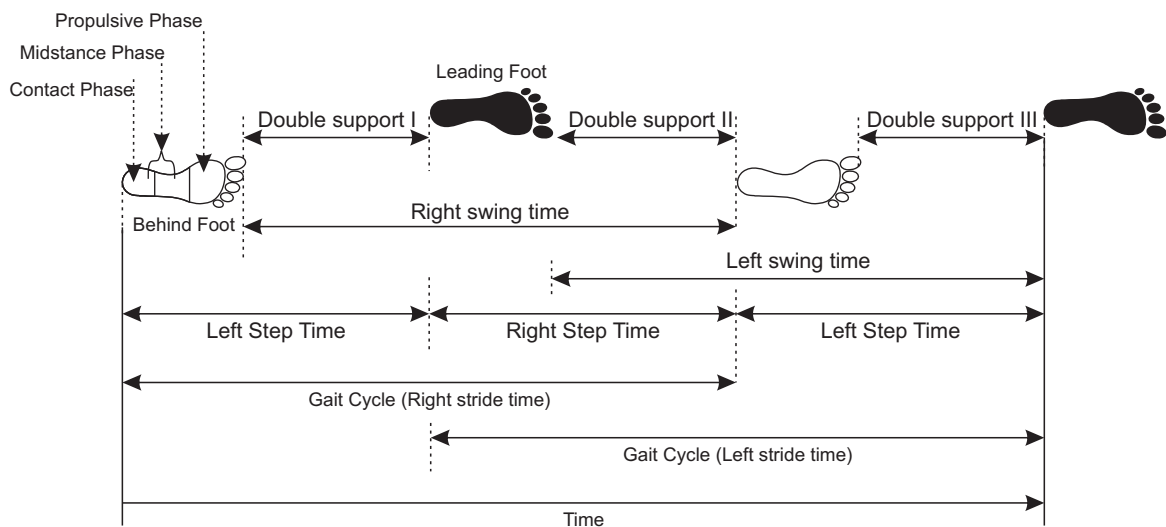 Propulsive Phase
Midstance Phase
Contact Phase
Leading Foot
Double support I
Double support II
Double support III
Behind Foot
Right swing time
Left swing time
Left Step Time
Right Step Time
Left Step Time
Gait Cycle (Right stride time)
Gait Cycle (Left stride time)
Time